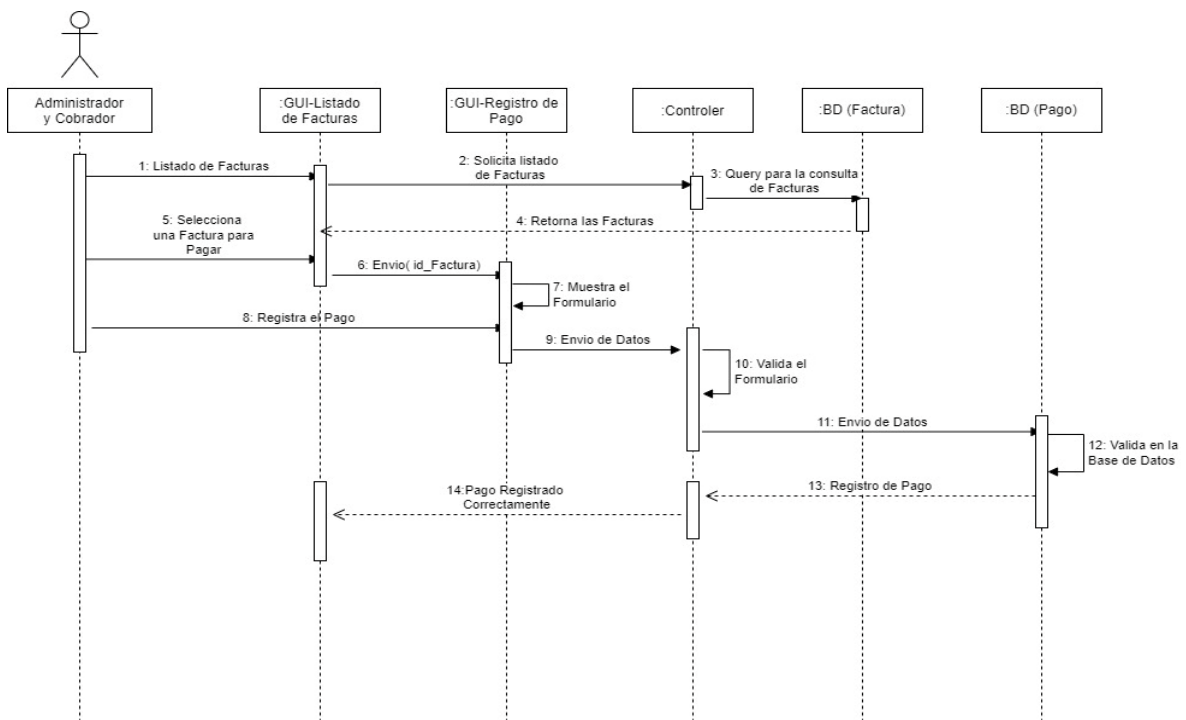 Administrador
y Cobrador
:GUI-Listado
de Facturas
:GUI-Registro de
Pago
:Controler
:BD (Factura)
:BD (Pago)
1: Listado de Facturas
2: Solicita listado
de Facturas
3: Query para la consulta
de Facturas
4: Retorna las Facturas
5: Selecciona
una Factura para
Pagar
6: Envio( id_Factura)
7: Muestra el
Formulario
8: Registra el Pago
9: Envio de Datos
10: Valida el
Formulario
11: Envio de Datos
12: Valida en la
Base de Datos
13: Registro de Pago
14:Pago Registrado
Correctamente